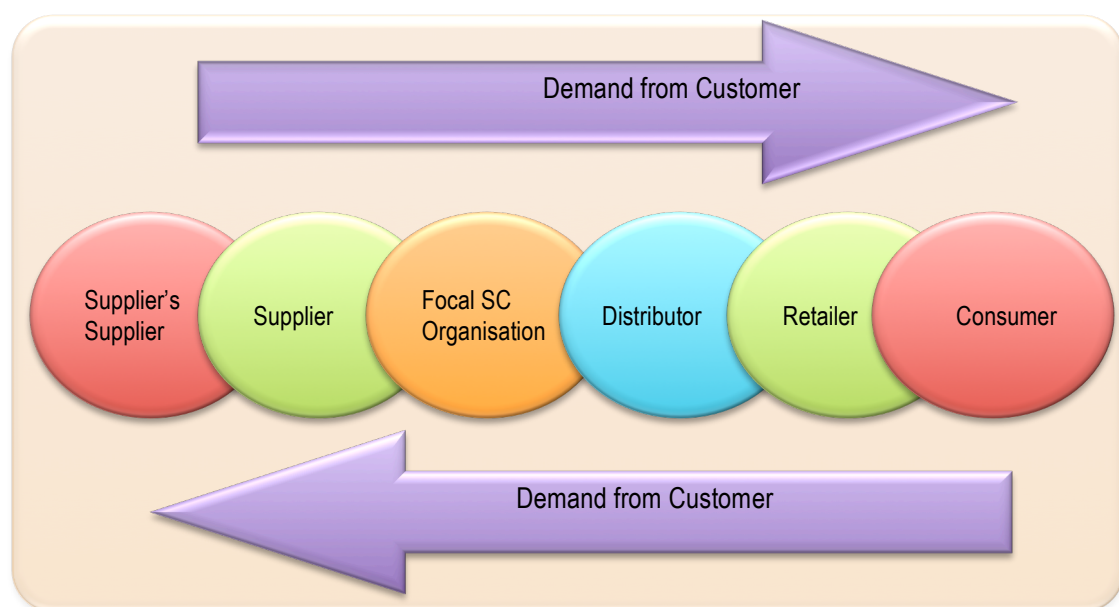 Demand from Customer
Supplier’s
Supplier
Supplier
Focal SC
Organisation
Distributor
Retailer
Consumer
Demand from Customer